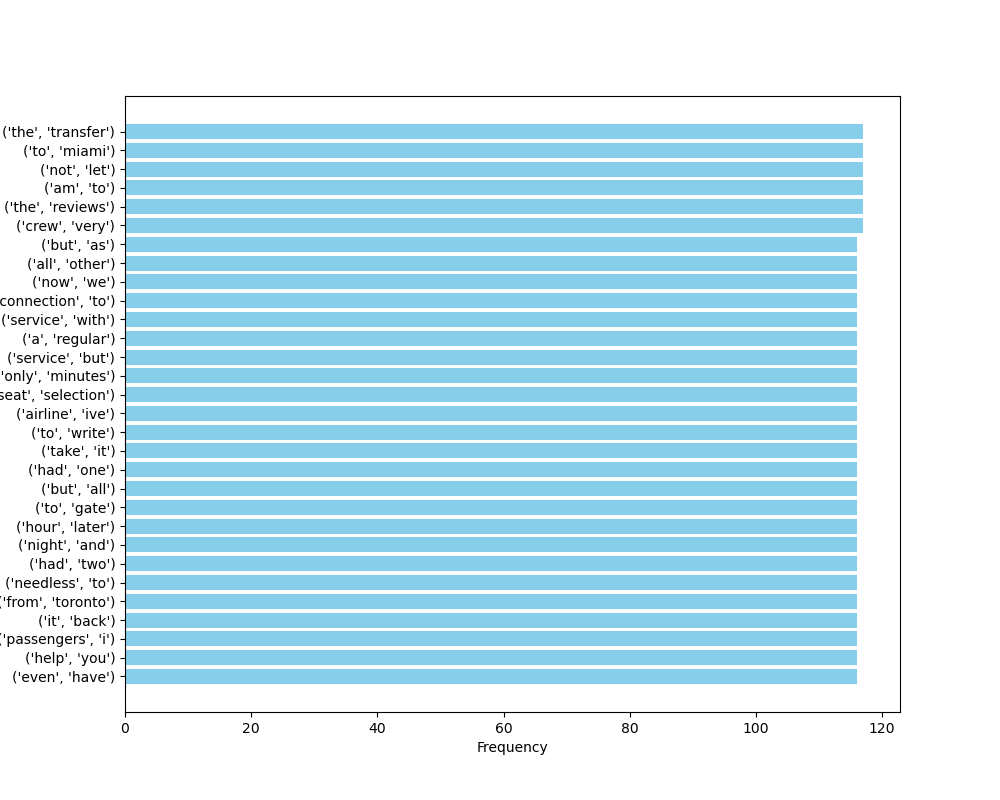 ('the', 'transfer')
('to', 'miami')
('not', 'let')
('am', 'to')
('the', 'reviews')
('crew', 'very')
('but', 'as')
('all', 'other')
('now', 'we')
connection', 'to')
('service', 'with')
('a', 'regular')
('service', 'but')
'only', 'minutes')
seat', 'selection')
('airline', 'ive')
('to', 'write')
('take', 'it')
('had', 'one')
('but', 'all')
('to', 'gate')
('hour', 'later')
('night', 'and')
('had', 'two')
('needless', 'to')
('from', 'toronto')
('it', 'back')
('passengers', 'i')
('help', 'you')
('even', 'have')
0 20 40 60 80 100 120
Frequency